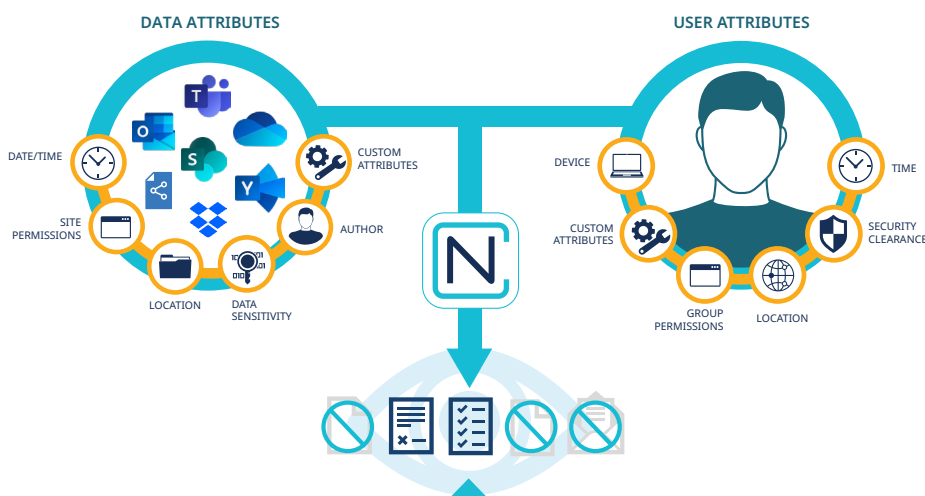 DATA ATTRIBUTES
USER ATTRIBUTES
T
O
S
Y
DATE/TIME
CUSTOM
ATTRIBUTES
SITE
PERMISSIONS
AUTHOR
LOCATION
DATA
SENSITIVITY
N
DEVICE
TIME
CUSTOM
ATTRIBUTES
SECURITY
CLEARANCE
GROUP
PERMISSIONS
LOCATION